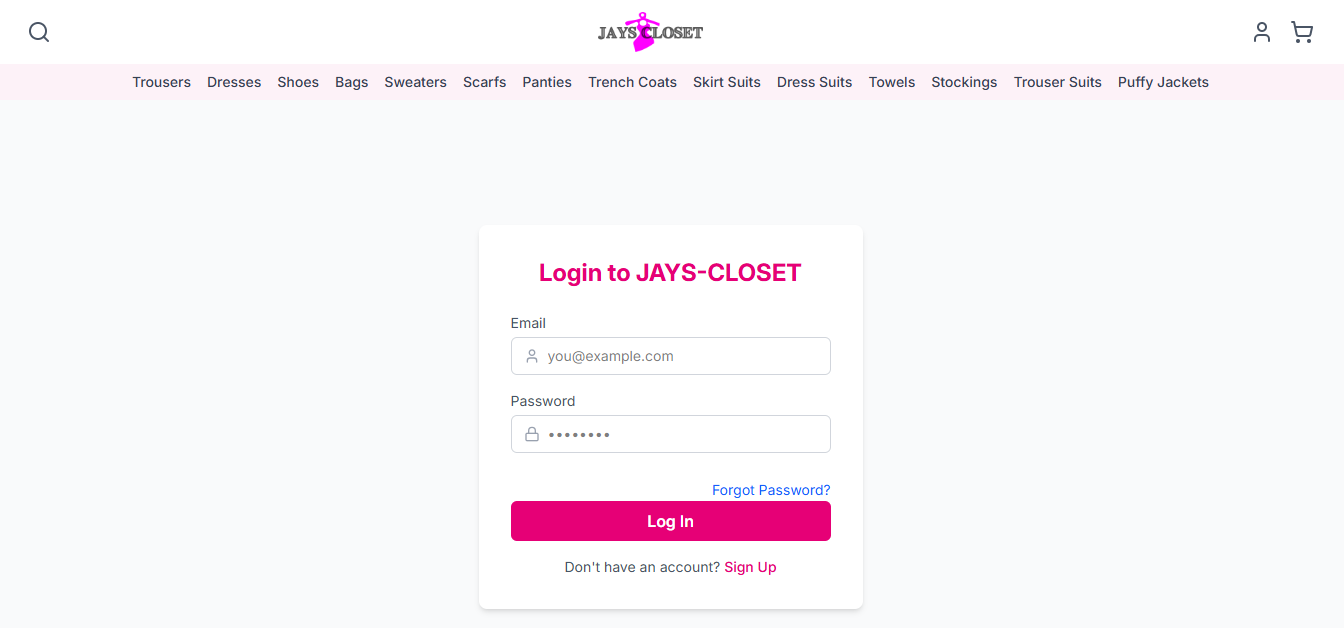 JAYS CLOSET
Trousers Dresses Shoes Bags Sweaters Scarfs Panties Trench Coats Skirt Suits Dress Suits Towels Stockings Trouser Suits Puffy Jackets
Login to JAYS-CLOSET
Email
you@example.com
Password
••••••••
Forgot Password?
Log In
Don't have an account? Sign Up